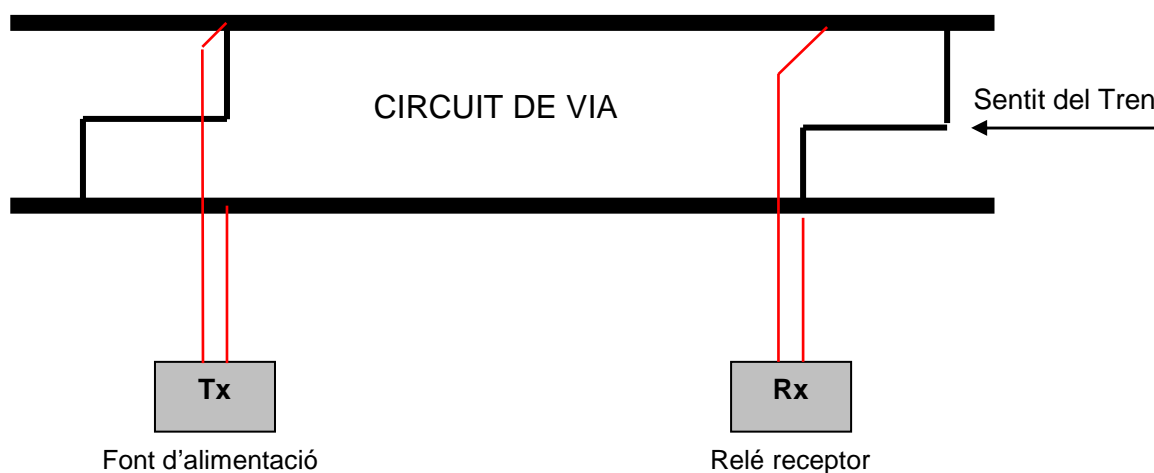 CIRCUIT DE VIA
Sentit del Tren
Tx
Rx
Font d'alimentació
Relé receptor